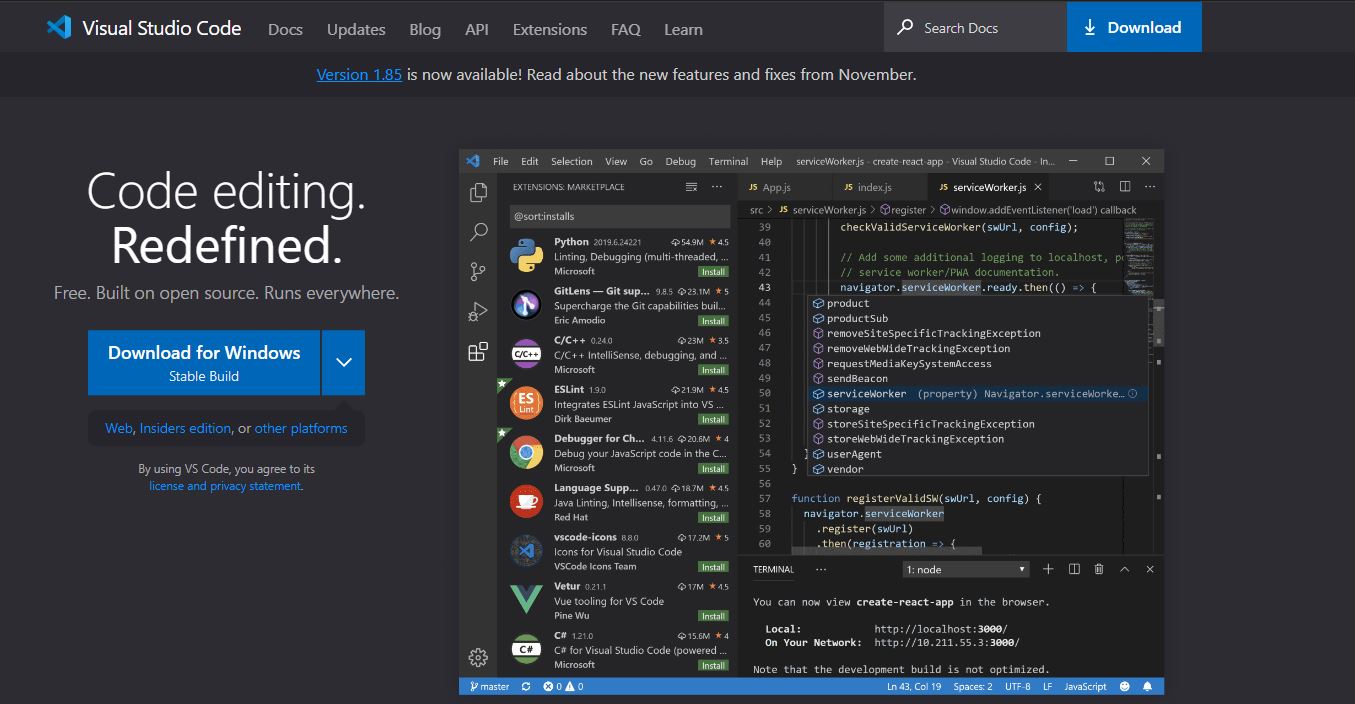 Visual Studio Code Docs Updates Blog API Extensions FAQ Learn Search Docs Download
Version 1.85 is now available! Read about the new features and fixes from November.
Code editing.
Redefined.
Free. Built on open source. Runs everywhere.
Download for Windows
Stable Build
Web, Insiders edition, or other platforms
By using VS Code, you agree to its
license and privacy statement.
File Edit Selection View Go Debug Terminal Help serviceWorker.js - create-react-app - Visual Studio Code - In...
EXTENSIONS: MARKETPLACE
@sort:installs
Python 2019.6.24221 54.9M 4.5
Linting, Debugging (multi-threaded, ...
Microsoft Install
GitLens — Git sup... 9.8.5 23.1M 5
Supercharge the Git capabilities buil...
Eric Amodio Install
C/C++
C/C++ 0.24.0 23M 3.5
C/C++ IntelliSense, debugging, and ...
Microsoft Install
ES
Lint
ESLint 1.9.0 21.9M 4.5
Integrates ESLint JavaScript into VS ...
Dirk Baeumer Install
Debugger for Ch... 4.11.6 20.6M 4
Debug your JavaScript code in the C...
Microsoft Install
Language Supp... 0.47.0 18.7M 4.5
Java Linting, Intellisense, formatting, ...
Red Hat Install
vscode-icons 8.8.0 17.2M 5
Icons for Visual Studio Code
VSCode Icons Team Install
Vetur 0.21.1 17M 4.5
Vue tooling for VS Code
Pine Wu Install
C#
C# 1.21.0 15.6M 4
C# for Visual Studio Code (powered ...
Microsoft Install
JS App.js JS index.js JS serviceWorker.js
src > JS serviceWorker.js > register > window.addEventListener('load') callback
39 checkValidServiceWorker(swUrl, config);
40
41 // Add some additional logging to localhost, po
42 // service worker/PWA documentation.
43 navigator.serviceWorker.ready.then(() => {
44 product
45 productSub
46 removeSiteSpecificTrackingException
47 removeWebWideTrackingException
48 requestMediaKeySystemAccess
49 sendBeacon
50 serviceWorker (property) Navigator.serviceWorke...
51 storage
52 storeSiteSpecificTrackingException
53 storeWebWideTrackingException
54 } userAgent
55 } vendor
56
57 function registerValidSW(swUrl, config) {
58 navigator.serviceWorker
59 .register(swUrl)
60 .then(registration => {
TERMINAL ... 1: node
You can now view create-react-app in the browser.
Local: http://localhost:3000/
On Your Network: http://10.211.55.3:3000/
Note that the development build is not optimized.
master 0 0 Ln 43, Col 19 Spaces: 2 UTF-8 LF JavaScript